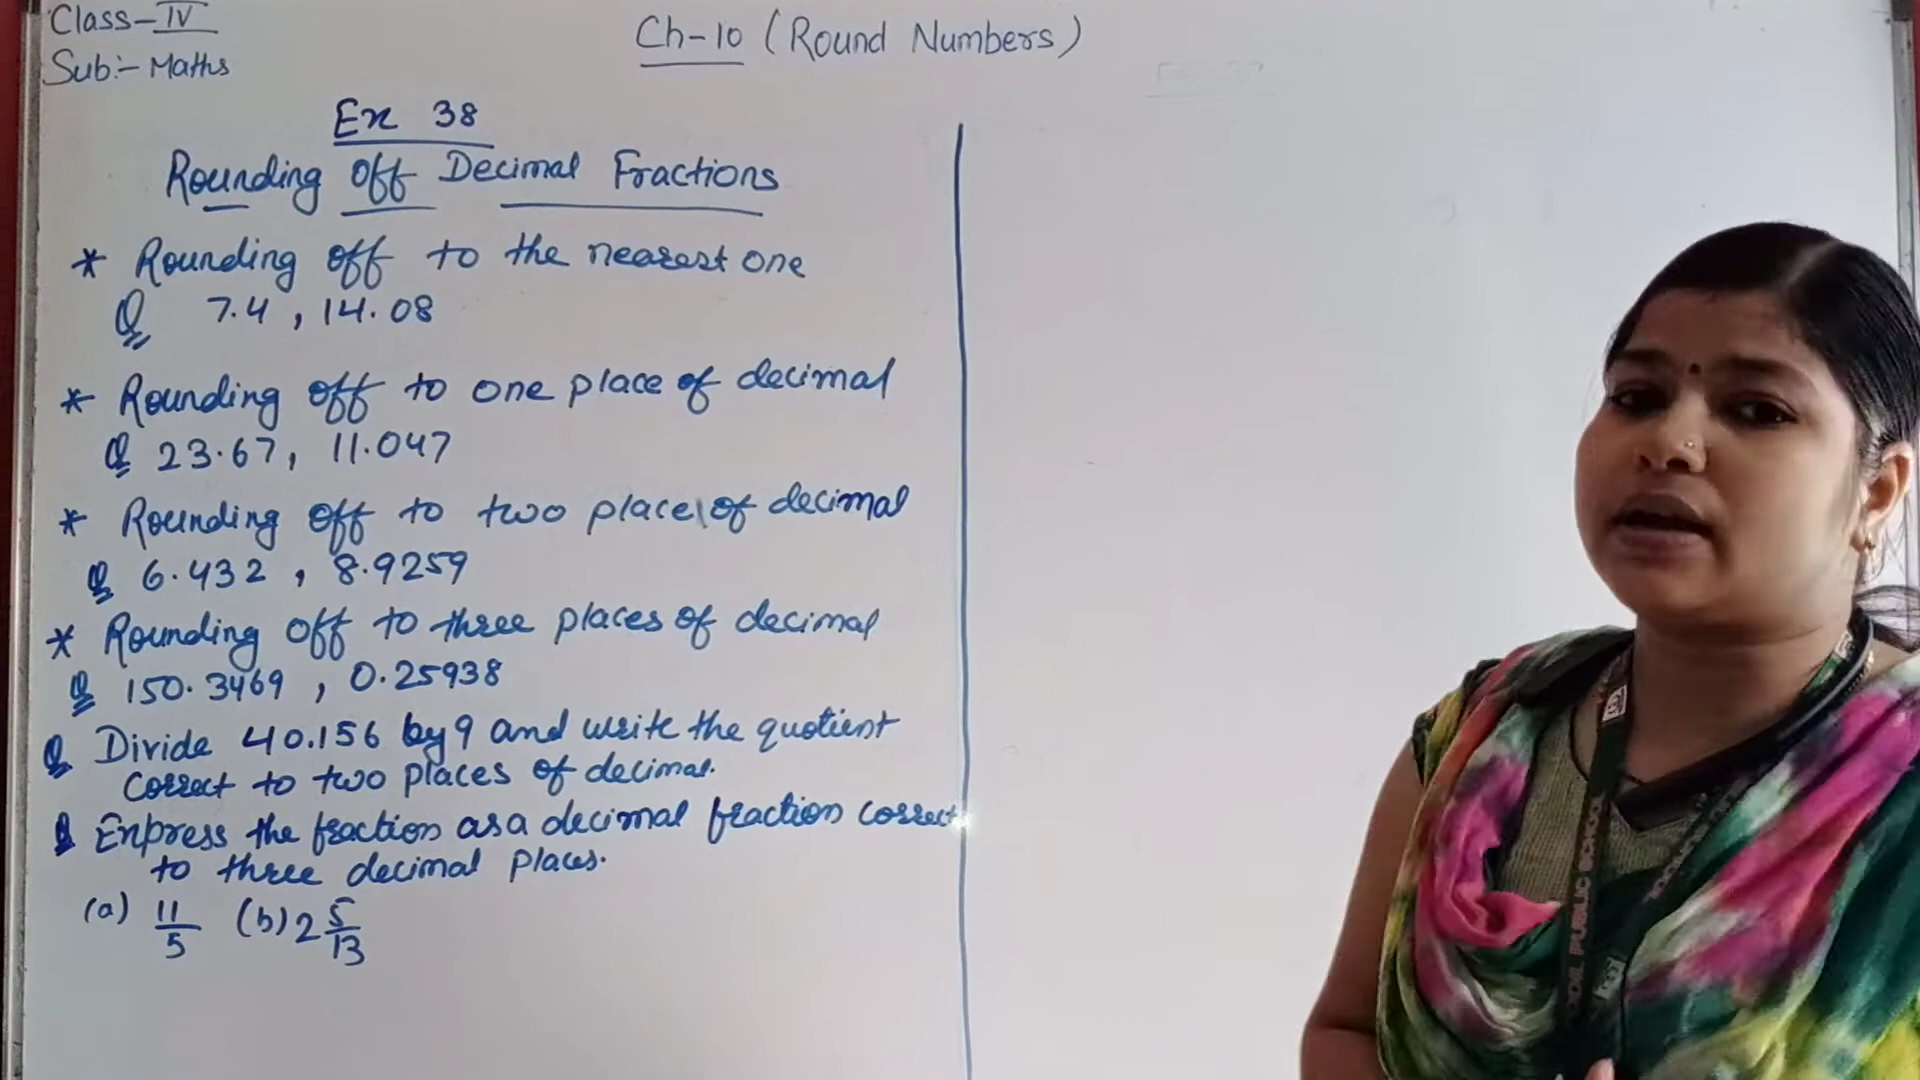 Class-IV
Sub:- Maths
Ch-10 (Round Numbers)
Ex 38
Rounding off Decimal Fractions
* Rounding off to the nearest one
Q 7.4, 14.08
* Rounding off to one place of decimal
Q 23.67, 11.047
* Rounding off to two place of decimal
Q 6.432, 8.9259
* Rounding off to three places of decimal
Q 150.3469, 0.25938
Q Divide 40.156 by 9 and write the quotient
correct to two places of decimal.
Q Express the fraction as a decimal fraction correct
to three decimal places.
(a) 11/5 (b) 2 5/13
PUBLIC SCHOOL